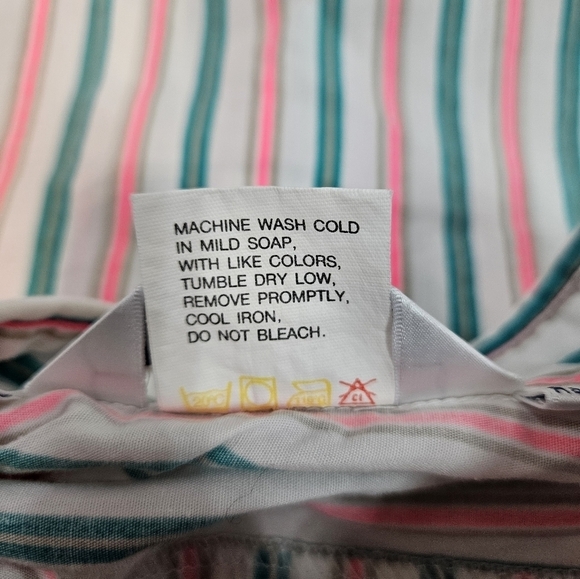 MACHINE WASH COLD
IN MILD SOAP,
WITH LIKE COLORS,
TUMBLE DRY LOW,
REMOVE PROMPTLY,
COOL IRON,
DO NOT BLEACH.